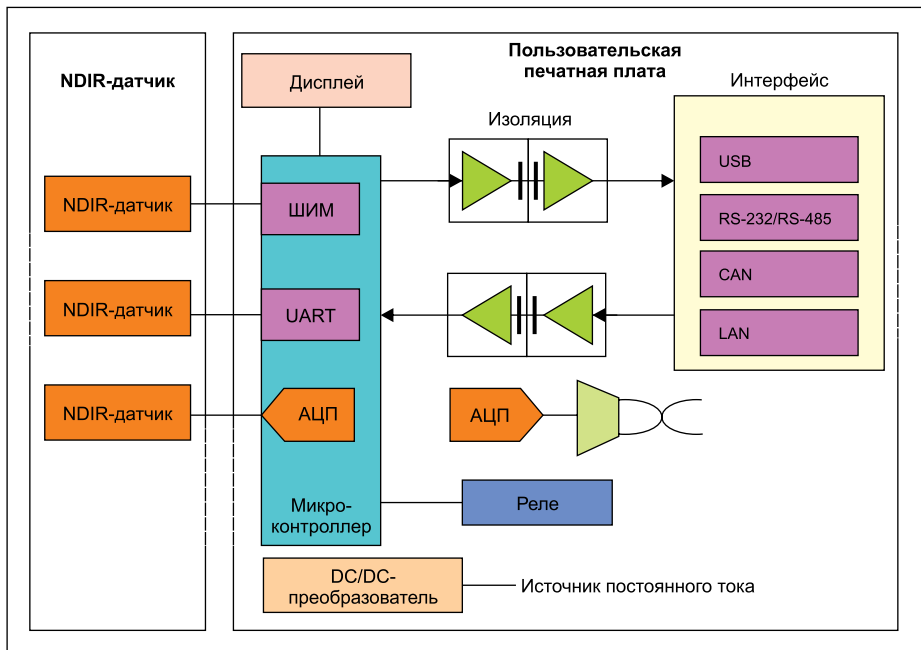 NDIR-датчик
NDIR-датчик
NDIR-датчик
NDIR-датчик
Пользовательская
печатная плата
Дисплей
ШИМ
UART
АЦП
Микро-
контроллер
Изоляция
Интерфейс
USB
RS-232/RS-485
CAN
LAN
АЦП
Реле
DC/DC-
преобразователь
Источник постоянного тока